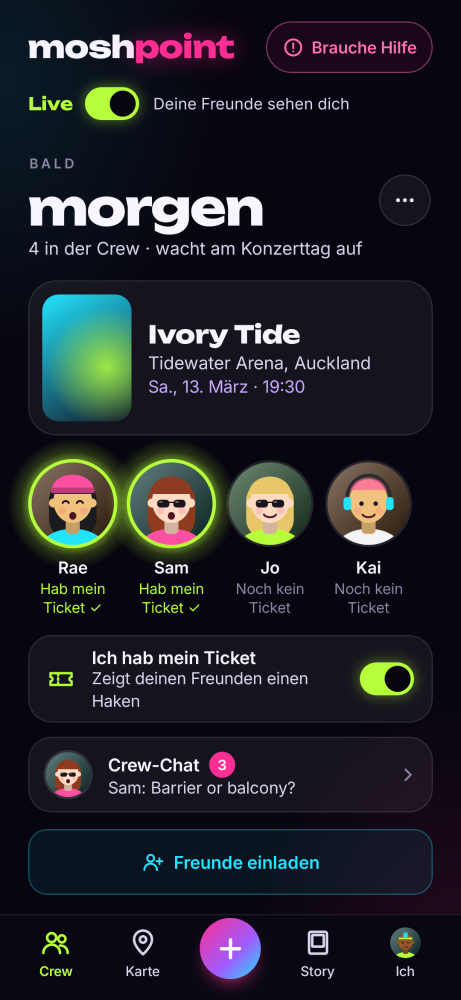 moshpoint
Brauche Hilfe
Live
Deine Freunde sehen dich
BALD
morgen
4 in der Crew · wacht am Konzerttag auf
Ivory Tide
Tidewater Arena, Auckland
Sa., 13. März · 19:30
Rae
Hab mein
Ticket ✓
Sam
Hab mein
Ticket ✓
Jo
Noch kein
Ticket
Kai
Noch kein
Ticket
Ich hab mein Ticket
Zeigt deinen Freunden einen
Haken
Crew-Chat 3
Sam: Barrier or balcony?
Freunde einladen
Crew
Karte
Story
Ich